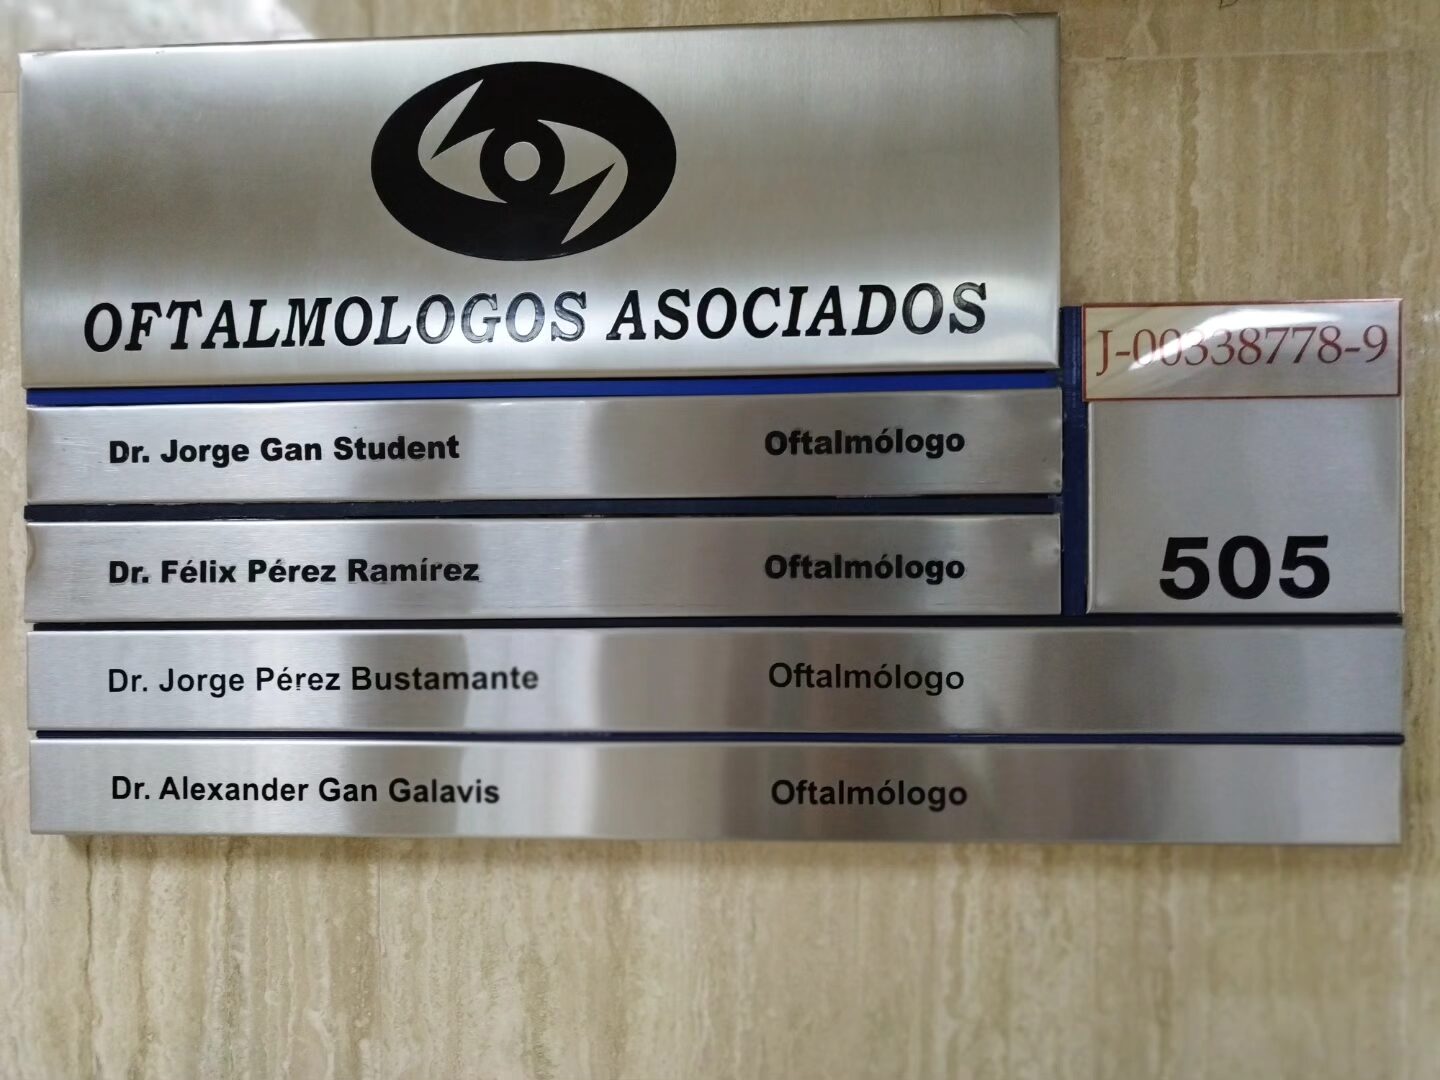 OFTALMOLOGOS ASOCIADOS
J-00338778-9
505
Dr. Jorge Gan Student Oftalmólogo
Dr. Félix Pérez Ramírez Oftalmólogo
Dr. Jorge Pérez Bustamante Oftalmólogo
Dr. Alexander Gan Galavis Oftalmólogo